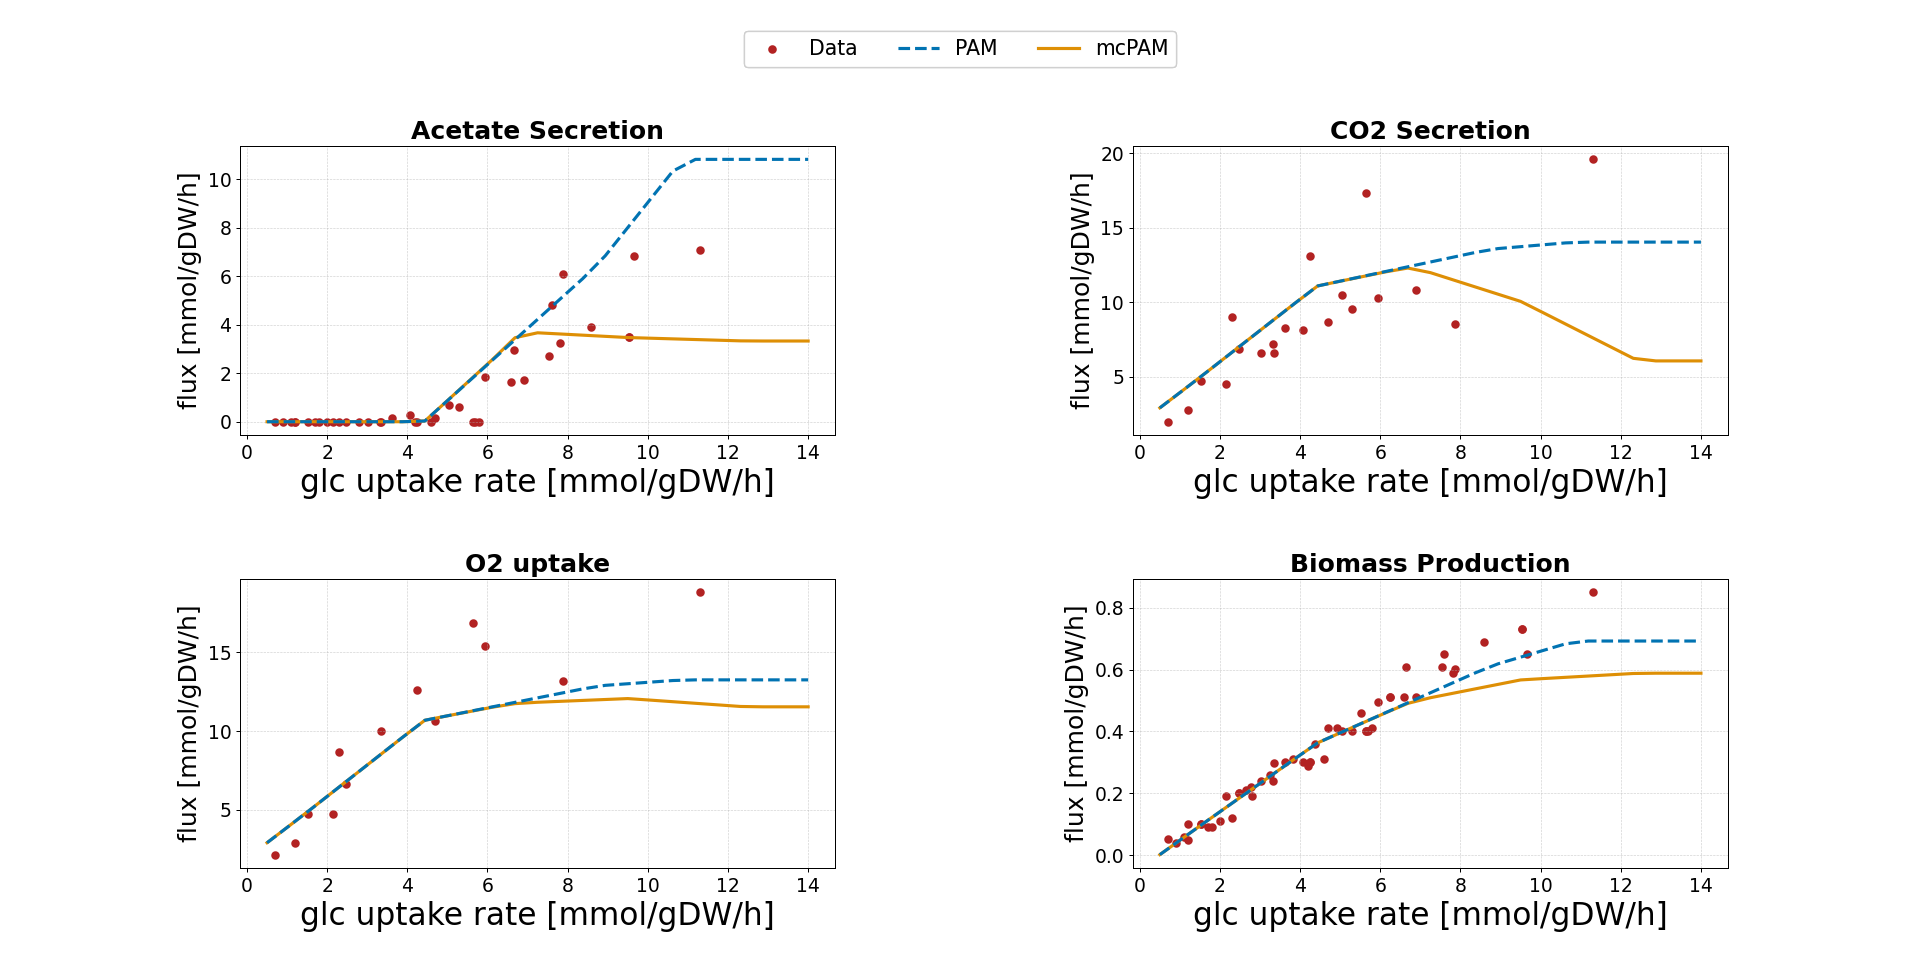 Data PAM mcPAM
Acetate Secretion
flux [mmol/gDW/h]
10
8
6
4
2
0
0 2 4 6 8 10 12 14
glc uptake rate [mmol/gDW/h]
CO2 Secretion
flux [mmol/gDW/h]
20
15
10
5
0 2 4 6 8 10 12 14
glc uptake rate [mmol/gDW/h]
O2 uptake
flux [mmol/gDW/h]
15
10
5
0 2 4 6 8 10 12 14
glc uptake rate [mmol/gDW/h]
Biomass Production
flux [mmol/gDW/h]
0.8
0.6
0.4
0.2
0.0
0 2 4 6 8 10 12 14
glc uptake rate [mmol/gDW/h]